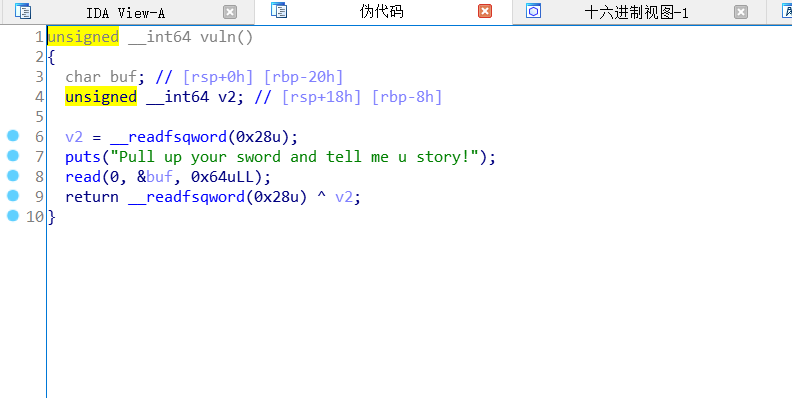 IDA View-A 伪代码 十六进制视图-1
1 unsigned __int64 vuln()
2 {
3 char buf; // [rsp+0h] [rbp-20h]
4 unsigned __int64 v2; // [rsp+18h] [rbp-8h]
5
6 v2 = __readfsqword(0x28u);
7 puts("Pull up your sword and tell me u story!");
8 read(0, &buf, 0x64uLL);
9 return __readfsqword(0x28u) ^ v2;
10 }